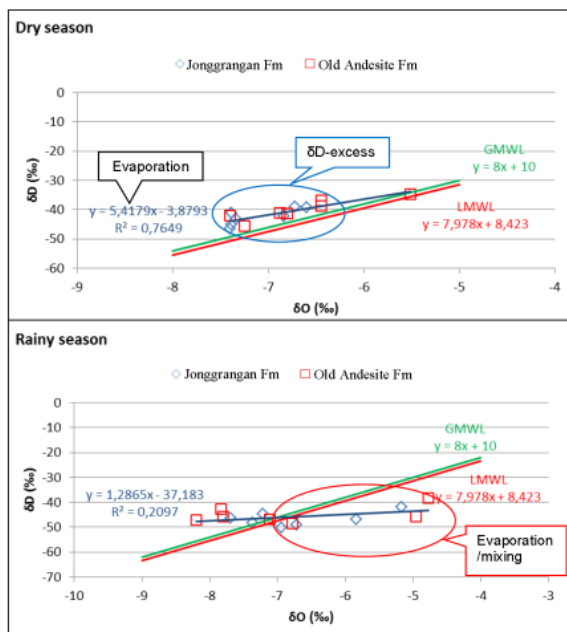 Dry season
Jonggrangan Fm
Old Andesite Fm
0
-10
-20
-30
-40
-50
-60
δD (‰)
Evaporation
δD-excess
GMWL
y = 8x + 10
y = 5,4179x - 3,8793
R² = 0,7649
LMWL
y = 7,978x + 8,423
-9
-8
-7
-6
-5
-4
δO (‰)
Rainy season
Jonggrangan Fm
Old Andesite Fm
0
-10
-20
-30
-40
-50
-60
-70
δD (‰)
GMWL
y = 8x + 10
y = 1,2865x - 37,183
R² = 0,2097
LMWL
y = 7,978x + 8,423
Evaporation
/mixing
-10
-9
-8
-7
-6
-5
-4
-3
δO (‰)